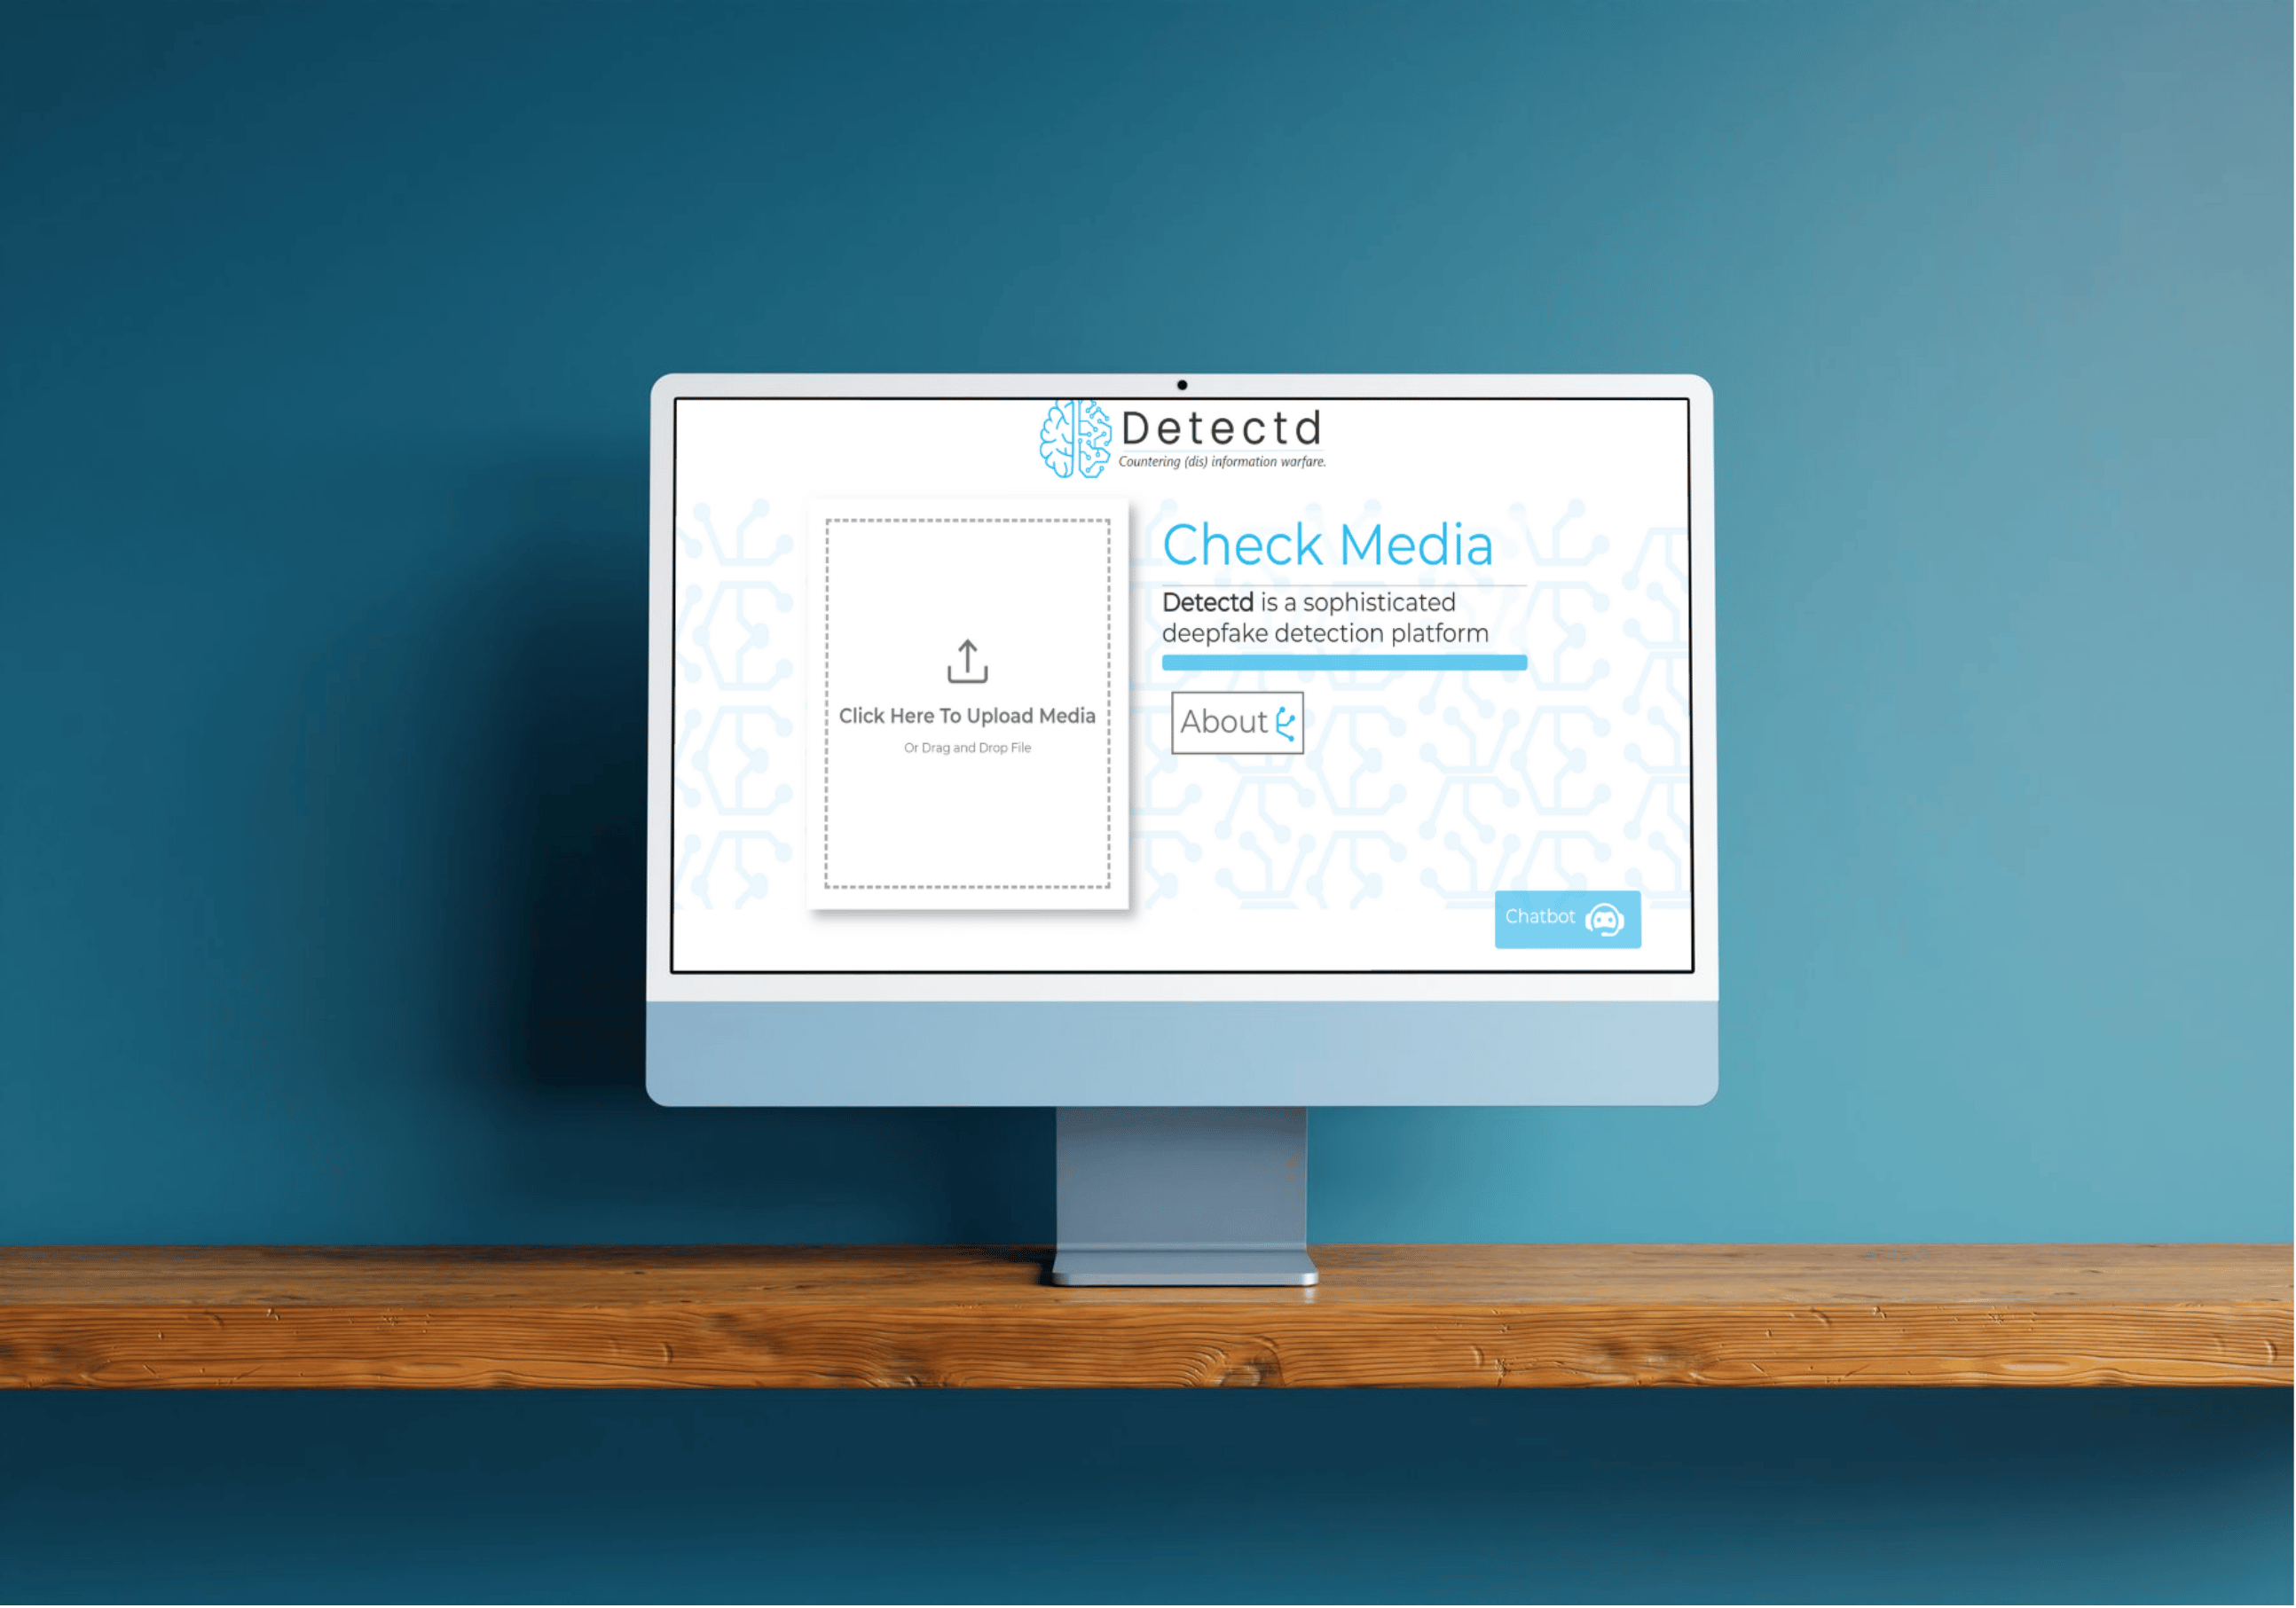 Detectd
Countering (dis) information warfare.
Check Media
Detectd is a sophisticated
deepfake detection platform
Click Here To Upload Media
Or Drag and Drop File
About
Chatbot